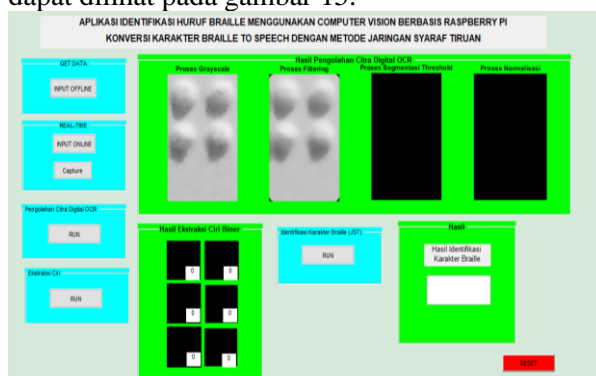 dapat dilihat pada gambar 15.
APLIKASI IDENTIFIKASI HURUF BRAILLE MENGGUNAKAN COMPUTER VISION BERBASIS RASPBERRY PI
KONVERSI KARAKTER BRAILLE TO SPEECH DENGAN METODE JARINGAN SYARAF TIRUAN
GET DATA
INPUT OFFLINE
REAL-TIME
INPUT ONLINE
Capture
Pengolahan Citra Digital OCR
RUN
Ekstraksi Ciri
RUN
Hasil Pengolahan Citra Digital OCR
Proses Grayscale
Proses Filtering
Proses Segmentasi Threshold
Proses Normalisasi
Hasil Ekstraksi Ciri Biner
0
0
0
0
0
0
Identifikasi Karakter Braille (JST)
RUN
Hasil
Hasil Identifikasi
Karakter Braille
RESET